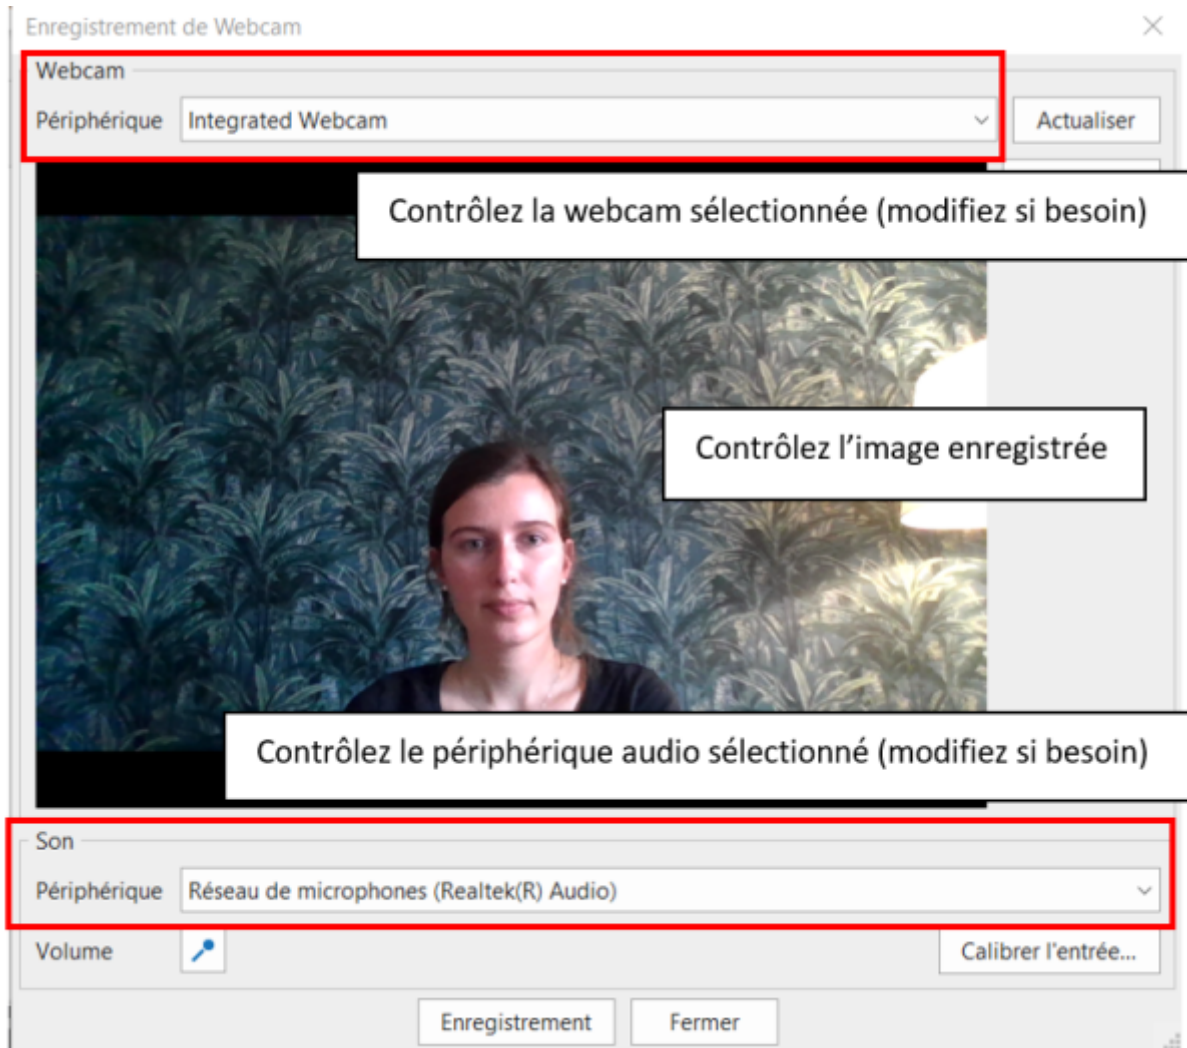 Enregistrement de Webcam
Webcam
Périphérique Integrated Webcam Actualiser
Contrôlez la webcam sélectionnée (modifiez si besoin)
Contrôlez l'image enregistrée
Contrôlez le périphérique audio sélectionné (modifiez si besoin)
Son
Périphérique Réseau de microphones (Realtek(R) Audio)
Volume Calibrer l'entrée...
Enregistrement Fermer